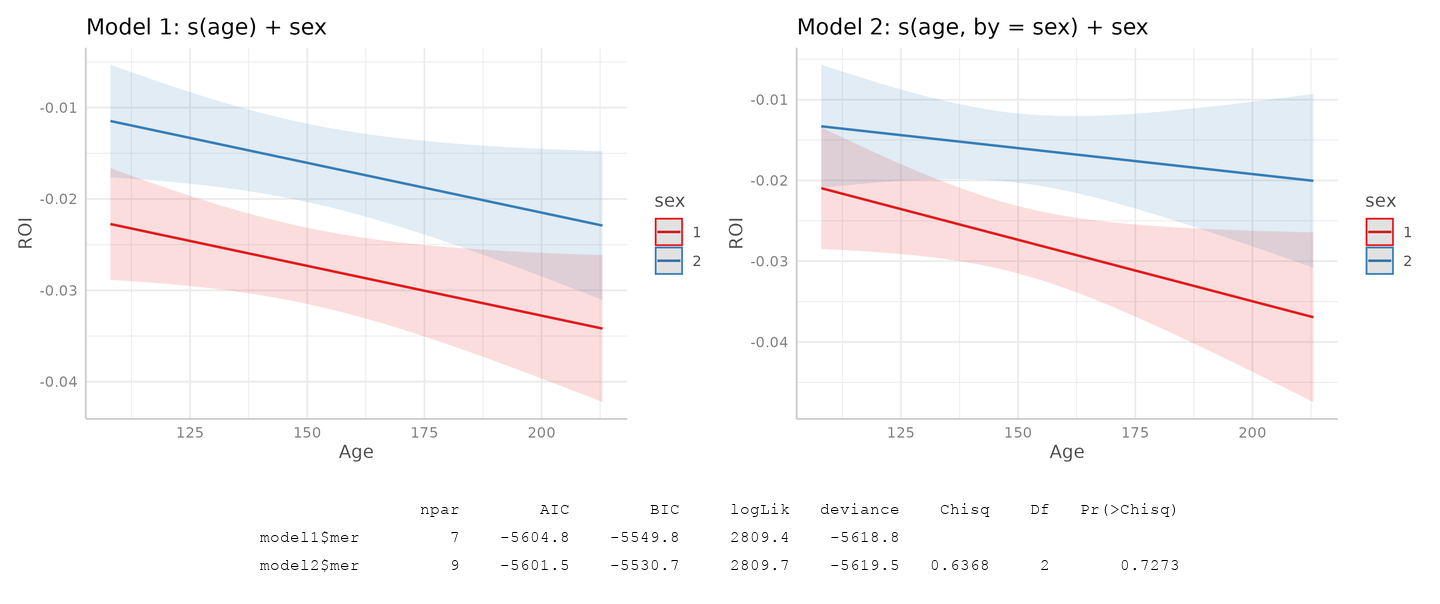 Model 1: s(age) + sex
-0.01
-0.02
-0.03
-0.04
ROI
125 150 175 200
Age
sex
1
2
Model 2: s(age, by = sex) + sex
-0.01
-0.02
-0.03
-0.04
ROI
125 150 175 200
Age
sex
1
2
npar AIC BIC logLik deviance Chisq Df Pr(>Chisq)
model1$mer 7 -5604.8 -5549.8 2809.4 -5618.8
model2$mer 9 -5601.5 -5530.7 2809.7 -5619.5 0.6368 2 0.7273